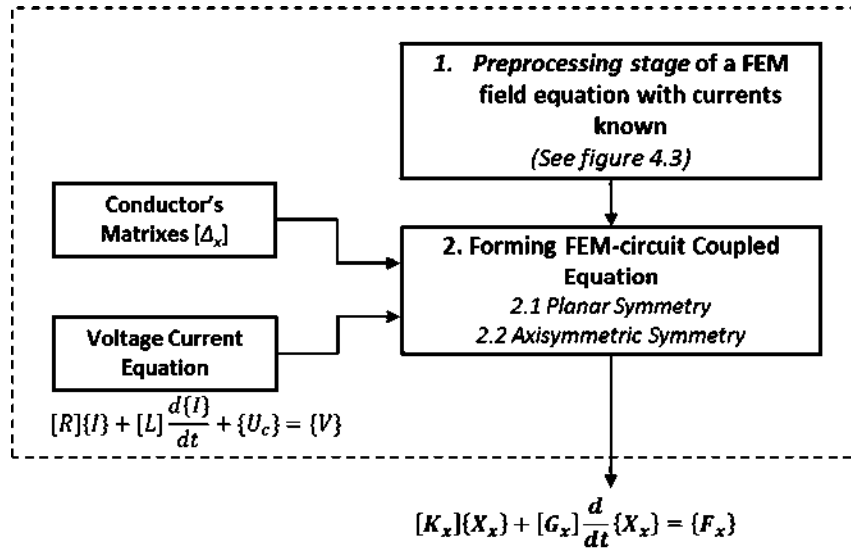 1. Preprocessing stage of a FEM
field equation with currents
known
(See figure 4.3)
Conductor's
Matrixes [Δₓ]
2. Forming FEM-circuit Coupled
Equation
2.1 Planar Symmetry
2.2 Axisymmetric Symmetry
Voltage Current
Equation
[R]{I} + [L] d{I}/dt + {U_c} = {V}
[Kₓ]{Xₓ} + [Gₓ] d/dt {Xₓ} = {Fₓ}